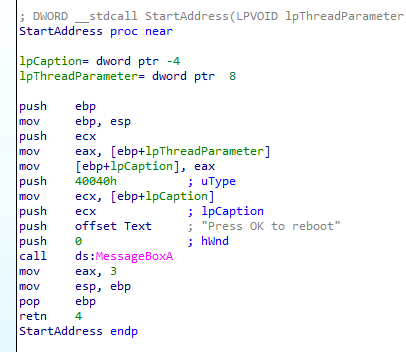 ; DWORD __stdcall StartAddress(LPVOID lpThreadParameter
StartAddress proc near
lpCaption= dword ptr -4
lpThreadParameter= dword ptr  8
push    ebp
mov     ebp, esp
push    ecx
mov     eax, [ebp+lpThreadParameter]
mov     [ebp+lpCaption], eax
push    40040h          ; uType
mov     ecx, [ebp+lpCaption]
push    ecx             ; lpCaption
push    offset Text     ; "Press OK to reboot"
push    0               ; hWnd
call    ds:MessageBoxA
mov     eax, 3
mov     esp, ebp
pop     ebp
retn    4
StartAddress endp